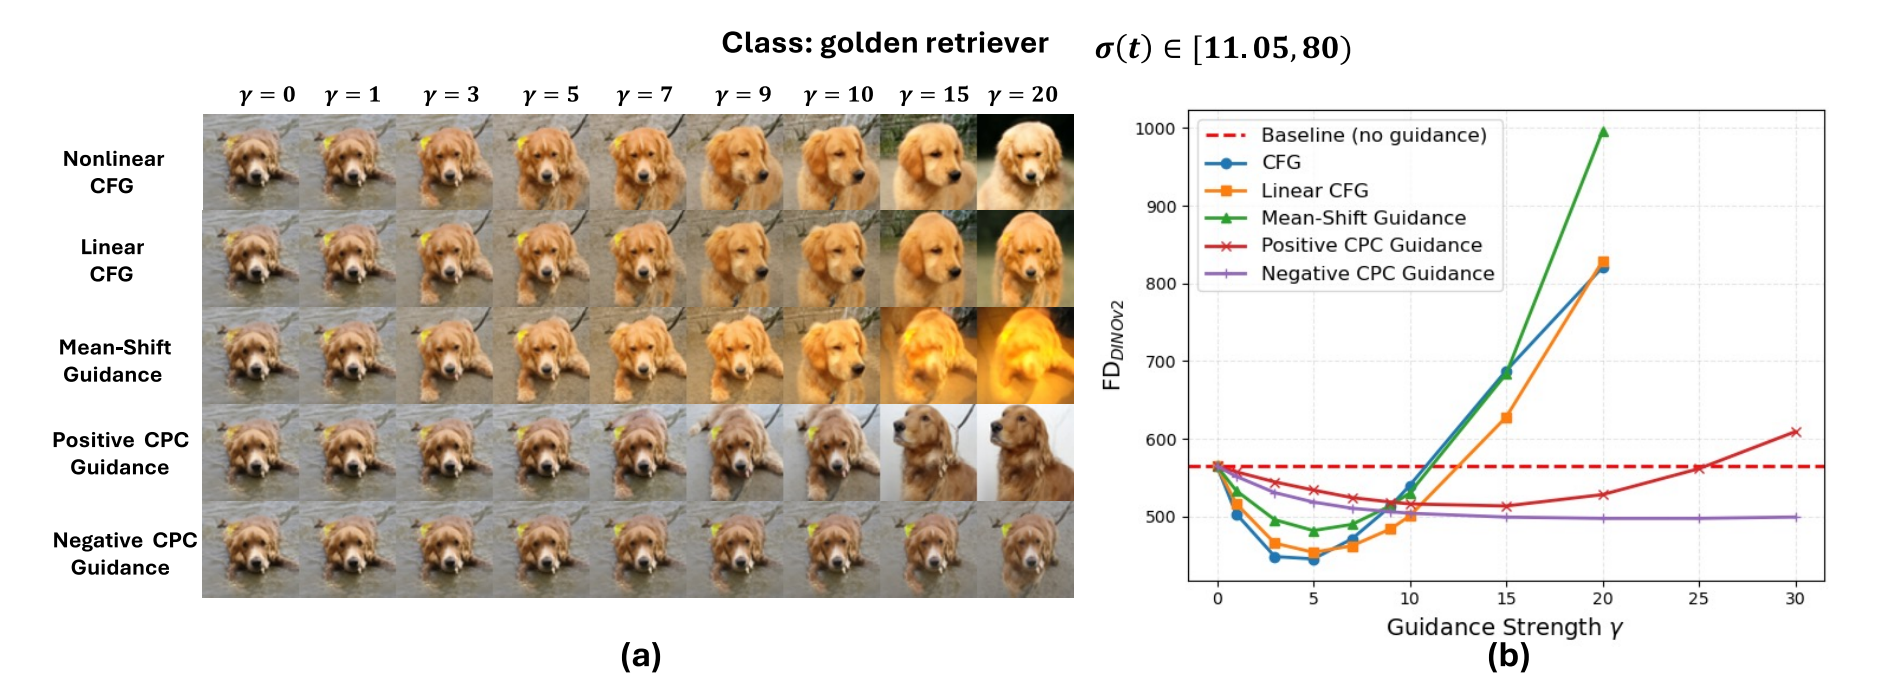 Class: golden retriever σ(t) ∈ [11.05, 80)
γ = 0 γ = 1 γ = 3 γ = 5 γ = 7 γ = 9 γ = 10 γ = 15 γ = 20
Nonlinear
CFG
Linear
CFG
Mean-Shift
Guidance
Positive CPC
Guidance
Negative CPC
Guidance
(a)
Baseline (no guidance)
CFG
Linear CFG
Mean-Shift Guidance
Positive CPC Guidance
Negative CPC Guidance
1000
900
800
700
600
500
FD_DINOv2
0 5 10 15 20 25 30
Guidance Strength γ
(b)